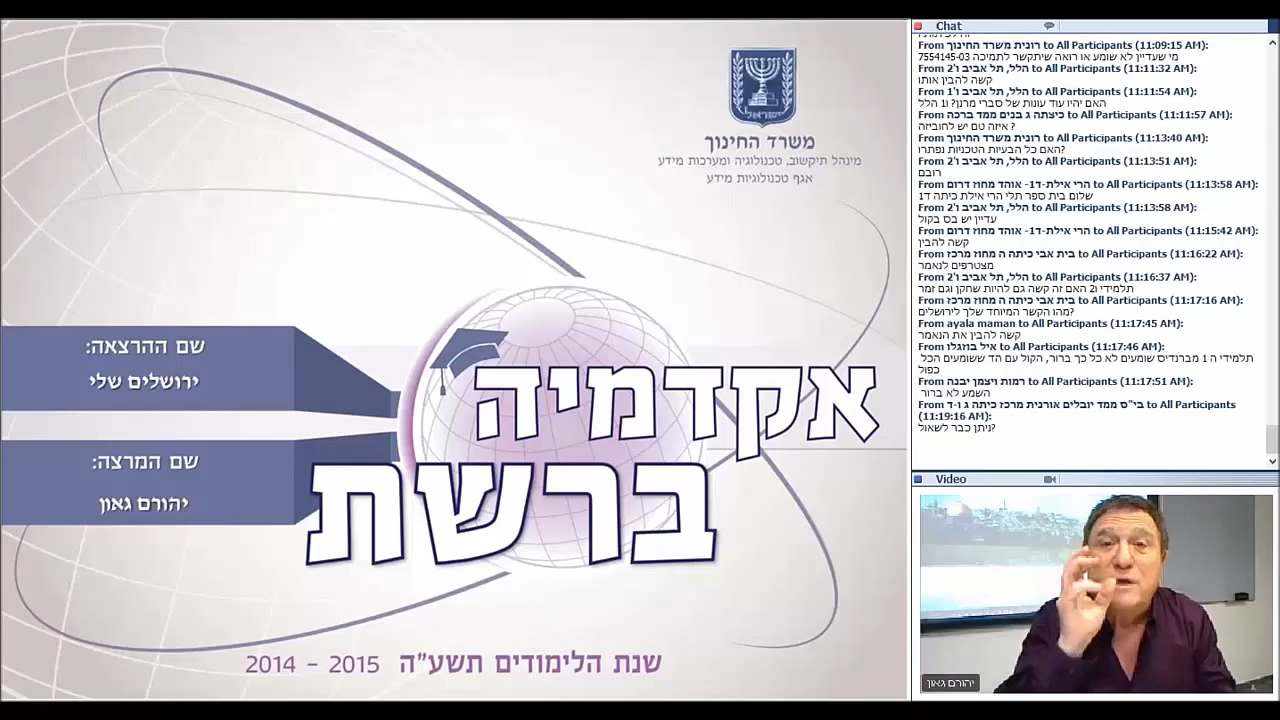 ישראל
משרד החינוך
מינהל תיקשוב, טכנולוגיה ומערכות מידע
אגף טכנולוגיות מידע
שם ההרצאה:
ירושלים שלי
שם המרצה:
יהורם גאון
אקדמיה
ברשת
שנת הלימודים תשע"ה 2014 - 2015
Chat
From רונית משרד החינוך to All Participants (11:09:15 AM):
מי שעדיין לא שומע או רואה שיתקשר לתמיכה 7554145-03
From הלל, תל אביב ו'2 to All Participants (11:11:32 AM):
קשה להבין אותו
From הלל, תל אביב ו'1 to All Participants (11:11:54 AM):
האם יהיו עוד עונות של סברי מרנן? ו1 הלל
From כיצתה ג בנים ממד ברכה to All Participants (11:11:57 AM):
איזה טם יש לחוביזה ?
From רונית משרד החינוך to All Participants (11:13:40 AM):
האם כל הבעיות הטכניות נפתרו?
From הלל, תל אביב ו'2 to All Participants (11:13:51 AM):
רובם
From הרי אילת-ד1- אוהד מחוז דרום to All Participants (11:13:58 AM):
שלום בית ספר תלי הרי אילת כיתה ד1
From הלל, תל אביב ו'2 to All Participants (11:13:58 AM):
עדיין יש בס בקול
From הרי אילת-ד1- אוהד מחוז דרום to All Participants (11:15:42 AM):
קשה להבין
From בית אבי כיתה ה מחוז מרכז to All Participants (11:16:22 AM):
מצטרפים לנאמר
From הלל, תל אביב ו'2 to All Participants (11:16:37 AM):
תלמידי ו2 האם זה קשה גם להיות שחקן וגם זמר
From בית אבי כיתה ה מחוז מרכז to All Participants (11:17:16 AM):
מהו הקשר המיוחד שלך לירושלים?
From ayala maman to All Participants (11:17:45 AM):
קשה להבין את הנאמר
From איל בוזגלו to All Participants (11:17:46 AM):
תלמידי ה 1 מברנדיס שומעים לא כל כך ברור, הקול עם הד ששומעים הכל
כפול
From רמות ויצמן יבנה to All Participants (11:17:51 AM):
השמע לא ברור
From בי"ס ממד יובלים אורנית מרכז כיתה ג ו-ד to All Participants
(11:19:16 AM):
ניתן כבר לשאול?
Video
יהורם גאון